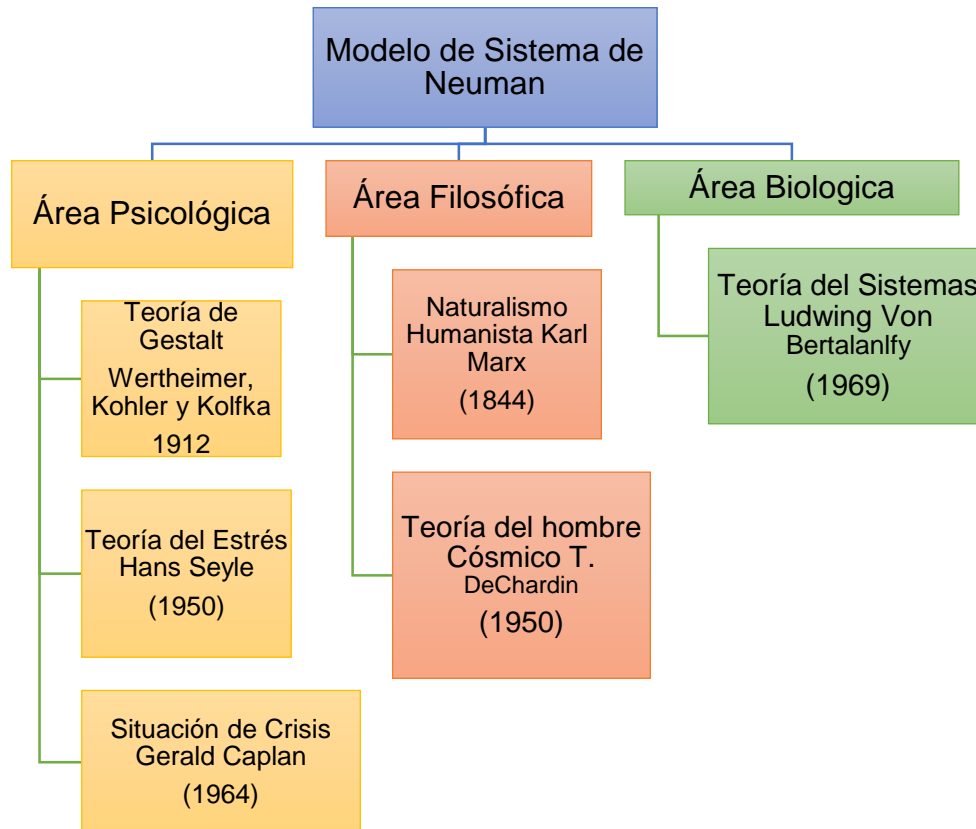 Modelo de Sistema de
Neuman
Área Psicológica
Teoría de
Gestalt
Wertheimer,
Kohler y Kolfka
1912
Teoría del Estrés
Hans Seyle
(1950)
Situación de Crisis
Gerald Caplan
(1964)
Área Filosófica
Naturalismo
Humanista Karl
Marx
(1844)
Teoría del hombre
Cósmico T.
DeChardin
(1950)
Área Biologica
Teoría del Sistemas
Ludwing Von
Bertalanlfy
(1969)